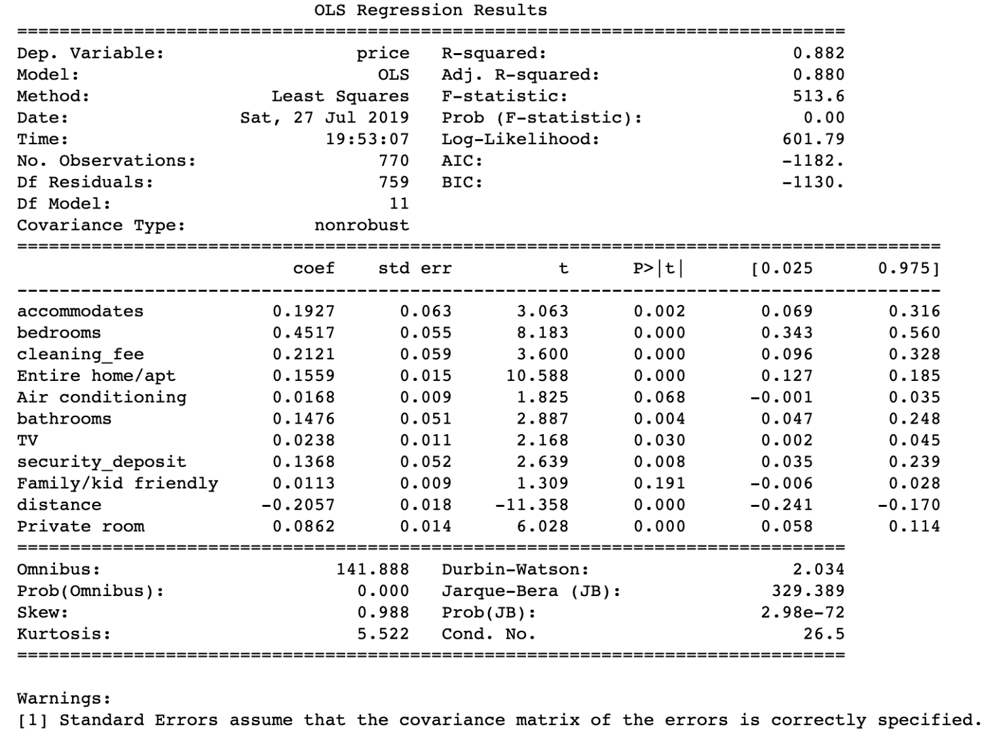 OLS Regression Results
==============================================================================
Dep. Variable: price R-squared: 0.882
Model: OLS Adj. R-squared: 0.880
Method: Least Squares F-statistic: 513.6
Date: Sat, 27 Jul 2019 Prob (F-statistic): 0.00
Time: 19:53:07 Log-Likelihood: 601.79
No. Observations: 770 AIC: -1182.
Df Residuals: 759 BIC: -1130.
Df Model: 11
Covariance Type: nonrobust
=======================================================================================
coef std err t P>|t| [0.025 0.975]
---------------------------------------------------------------------------------------
accommodates 0.1927 0.063 3.063 0.002 0.069 0.316
bedrooms 0.4517 0.055 8.183 0.000 0.343 0.560
cleaning_fee 0.2121 0.059 3.600 0.000 0.096 0.328
Entire home/apt 0.1559 0.015 10.588 0.000 0.127 0.185
Air conditioning 0.0168 0.009 1.825 0.068 -0.001 0.035
bathrooms 0.1476 0.051 2.887 0.004 0.047 0.248
TV 0.0238 0.011 2.168 0.030 0.002 0.045
security_deposit 0.1368 0.052 2.639 0.008 0.035 0.239
Family/kid friendly 0.0113 0.009 1.309 0.191 -0.006 0.028
distance -0.2057 0.018 -11.358 0.000 -0.241 -0.170
Private room 0.0862 0.014 6.028 0.000 0.058 0.114
==============================================================================
Omnibus: 141.888 Durbin-Watson: 2.034
Prob(Omnibus): 0.000 Jarque-Bera (JB): 329.389
Skew: 0.988 Prob(JB): 2.98e-72
Kurtosis: 5.522 Cond. No. 26.5
==============================================================================
Warnings:
[1] Standard Errors assume that the covariance matrix of the errors is correctly specified.